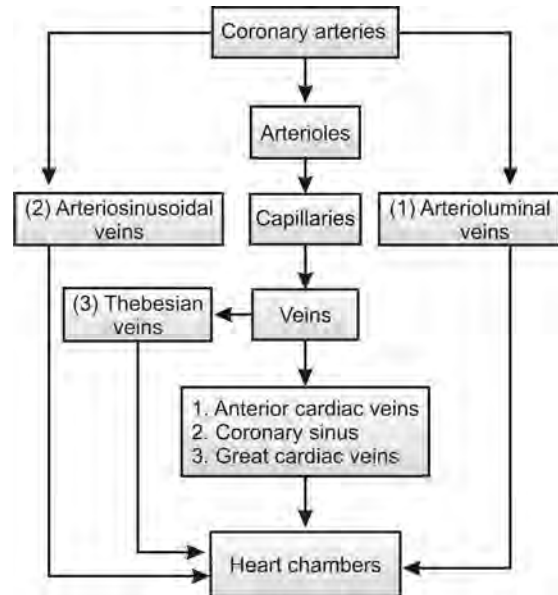 Coronary arteries
Arterioles
(2) Arteriosinusoidal
veins
Capillaries
(1) Arterioluminal
veins
(3) Thebesian
veins
Veins
1. Anterior cardiac veins
2. Coronary sinus
3. Great cardiac veins
Heart chambers